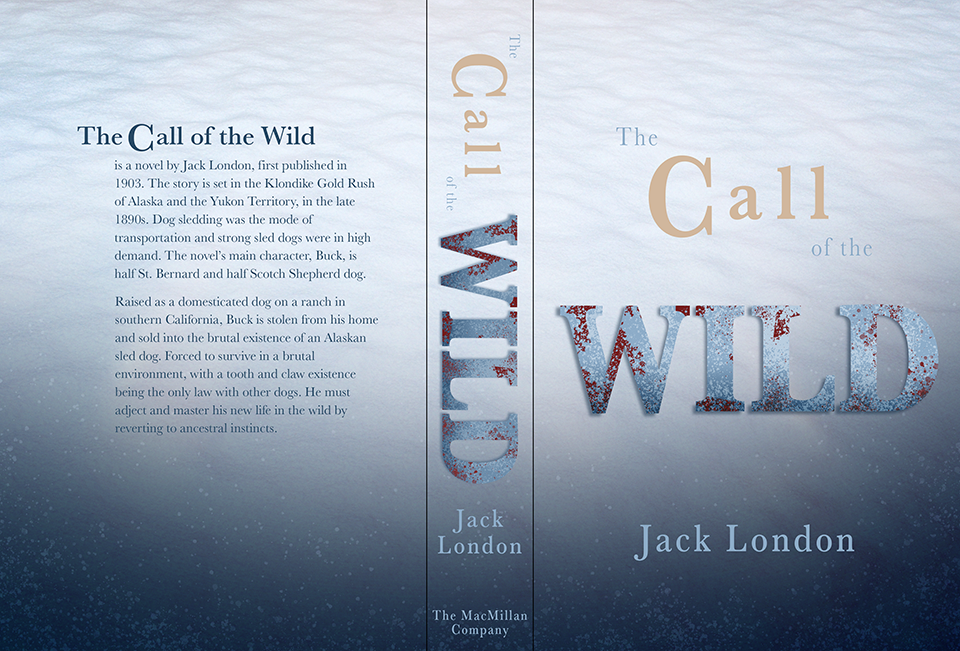 The Call of the Wild
is a novel by Jack London, first published in
1903. The story is set in the Klondike Gold Rush
of Alaska and the Yukon Territory, in the late
1890s. Dog sledding was the mode of
transportation and strong sled dogs were in high
demand. The novel's main character, Buck, is
half St. Bernard and half Scotch Shepherd dog.
Raised as a domesticated dog on a ranch in
southern California, Buck is stolen from his home
and sold into the brutal existence of an Alaskan
sled dog. Forced to survive in a brutal
environment, with a tooth and claw existence
being the only law with other dogs. He must
adject and master his new life in the wild by
reverting to ancestral instincts.
The
Call
of the
WILD
Jack
London
The MacMillan
Company
The
Call
of the
WILD
Jack London